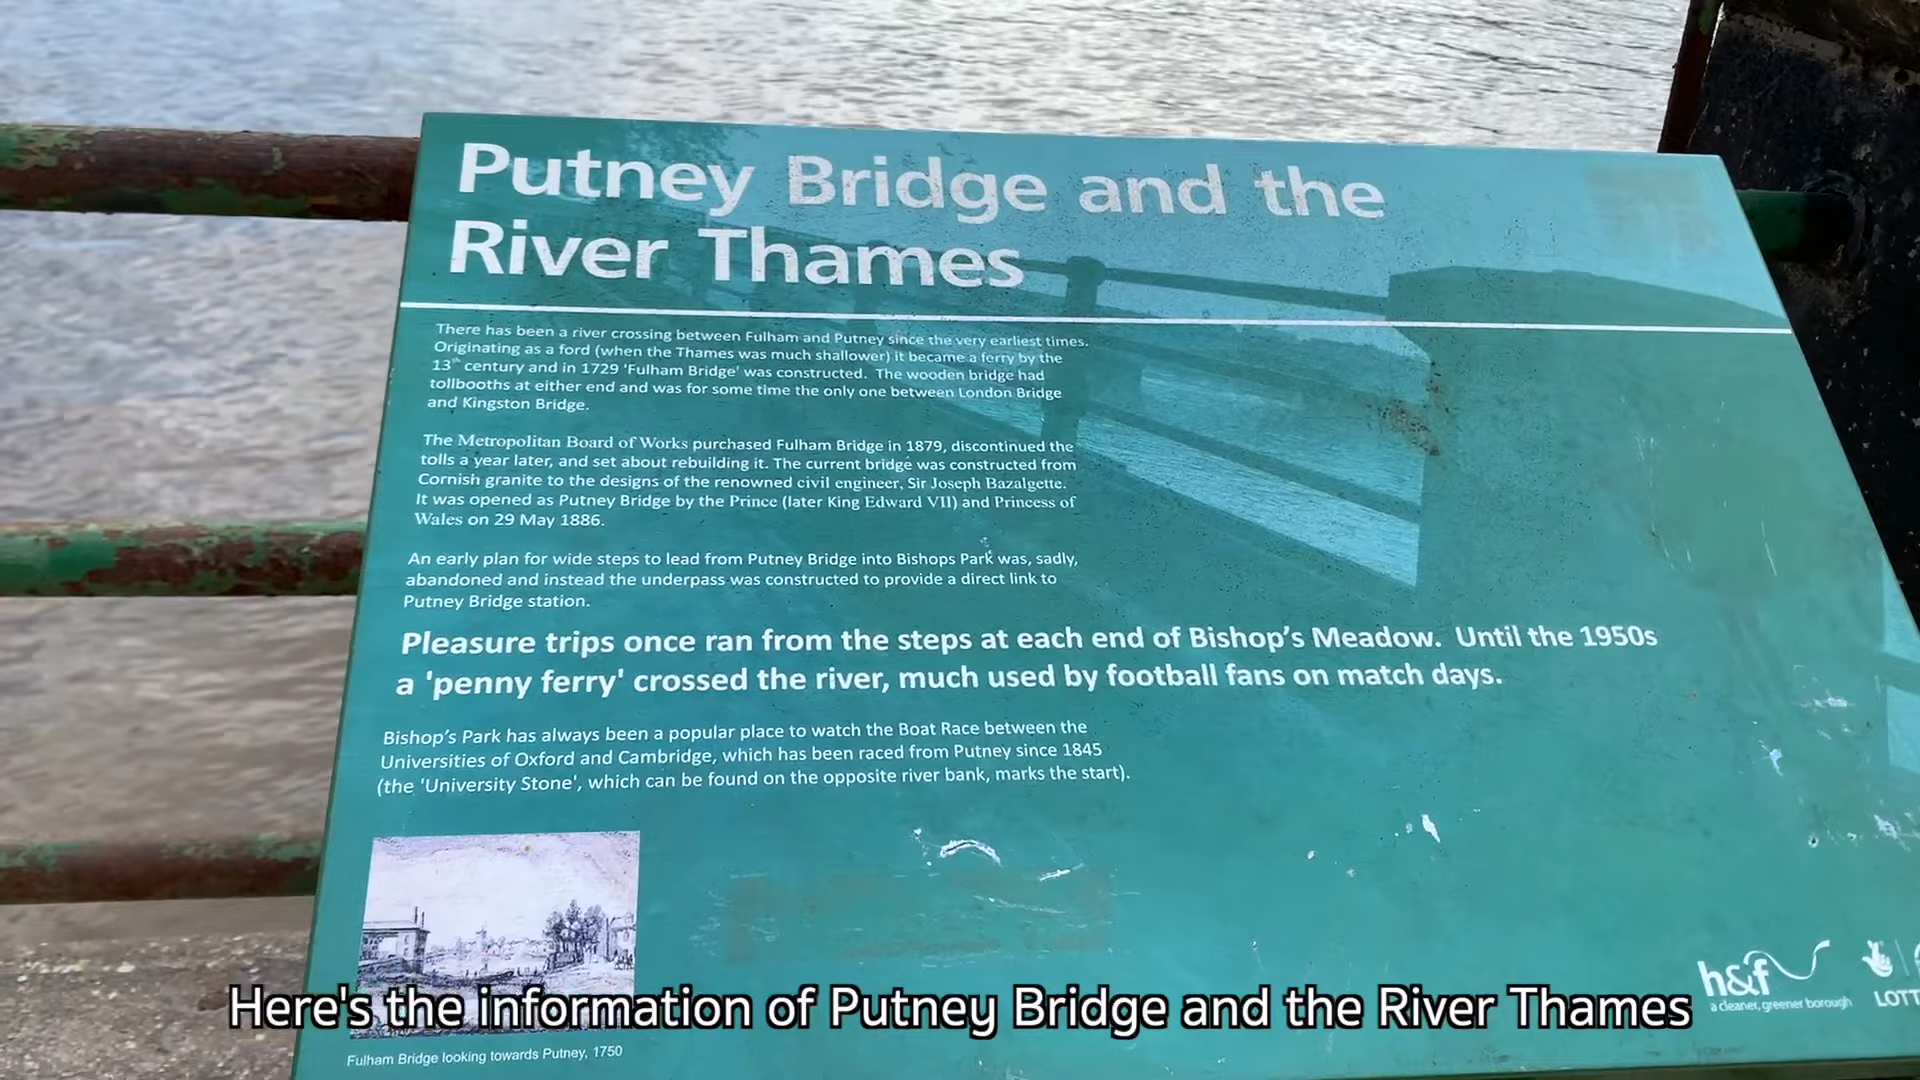 Putney Bridge and the
River Thames
There has been a river crossing between Fulham and Putney since the very earliest times.
Originating as a ford (when the Thames was much shallower) it became a ferry by the
13th century and in 1729 'Fulham Bridge' was constructed. The wooden bridge had
tollbooths at either end and was for some time the only one between London Bridge
and Kingston Bridge.
The Metropolitan Board of Works purchased Fulham Bridge in 1879, discontinued the
tolls a year later, and set about rebuilding it. The current bridge was constructed from
Cornish granite to the designs of the renowned civil engineer, Sir Joseph Bazalgette.
It was opened as Putney Bridge by the Prince (later King Edward VII) and Princess of
Wales on 29 May 1886.
An early plan for wide steps to lead from Putney Bridge into Bishops Park was, sadly,
abandoned and instead the underpass was constructed to provide a direct link to
Putney Bridge station.
Pleasure trips once ran from the steps at each end of Bishop's Meadow. Until the 1950s
a 'penny ferry' crossed the river, much used by football fans on match days.
Bishop's Park has always been a popular place to watch the Boat Race between the
Universities of Oxford and Cambridge, which has been raced from Putney since 1845
(the 'University Stone', which can be found on the opposite river bank, marks the start).
h&f
a cleaner, greener borough
LOTT
Here's the information of Putney Bridge and the River Thames
Fulham Bridge looking towards Putney, 1750